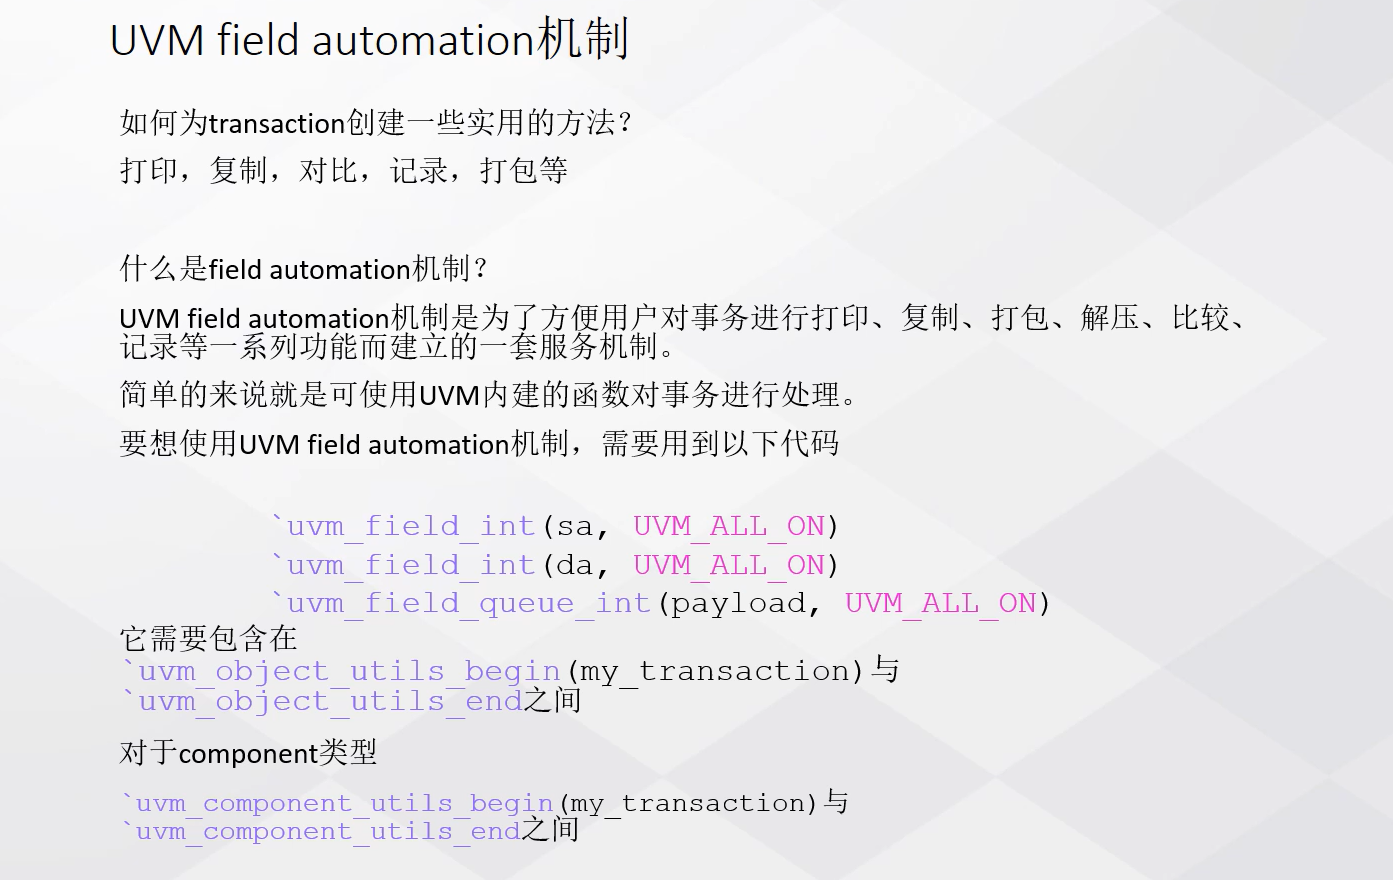 UVM field automation机制
如何为transaction创建一些实用的方法？
打印，复制，对比，记录，打包等
什么是field automation机制？
UVM field automation机制是为了方便用户对事务进行打印、复制、打包、解压、比较、
记录等一系列功能而建立的一套服务机制。
简单的来说就是可使用UVM内建的函数对事务进行处理。
要想使用UVM field automation机制，需要用到以下代码
`uvm_field_int(sa, UVM_ALL_ON)
`uvm_field_int(da, UVM_ALL_ON)
`uvm_field_queue_int(payload, UVM_ALL_ON)
它需要包含在
`uvm_object_utils_begin(my_transaction)与
`uvm_object_utils_end之间
对于component类型
`uvm_component_utils_begin(my_transaction)与
`uvm_component_utils_end之间